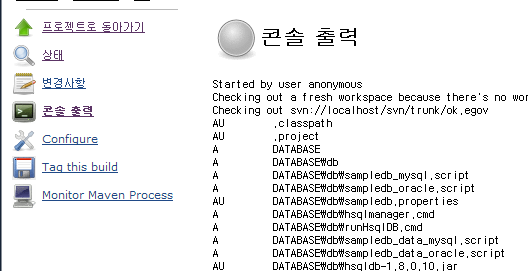 프로젝트로 돌아가기
상태
변경사항
콘솔 출력
Configure
Tag this build
Monitor Maven Process
콘솔 출력
Started by user anonymous
Checking out a fresh workspace because there's no
Checking out svn://localhost/svn/trunk/ok.egov
AU .classpath
AU .project
A DATABASE
A DATABASE₩db
A DATABASE₩db₩sampledb_mysql.script
A DATABASE₩db₩sampledb_oracle.script
AU DATABASE₩db₩sampledb.properties
A DATABASE₩db₩hsqlmanager.cmd
A DATABASE₩db₩runHsqlDB.cmd
A DATABASE₩db₩sampledb_data_mysql.script
A DATABASE₩db₩sampledb_data_oracle.script
AU DATABASE₩db₩hsqldb-1.8.0.10.jar